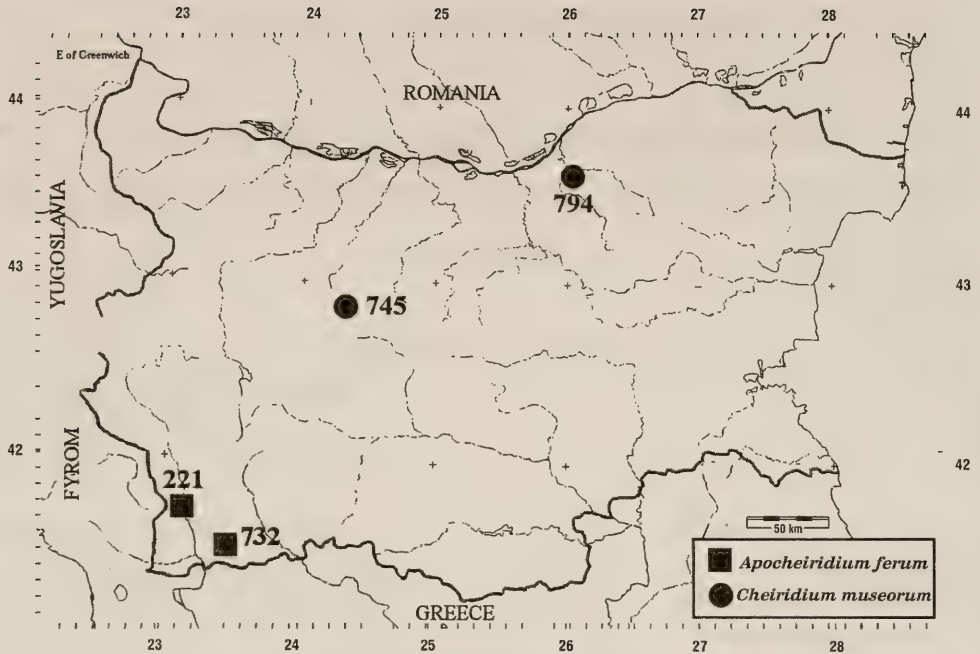 23 24 25 26 27 28
E of Greenwich
44 ROMANIA 44
794
YUGOSLAVIA
43 43
745
42 42
FYROM
221
732
50 km
Apocheiridium ferum
Cheiridium museorum
GREECE
23 24 25 26 27 28